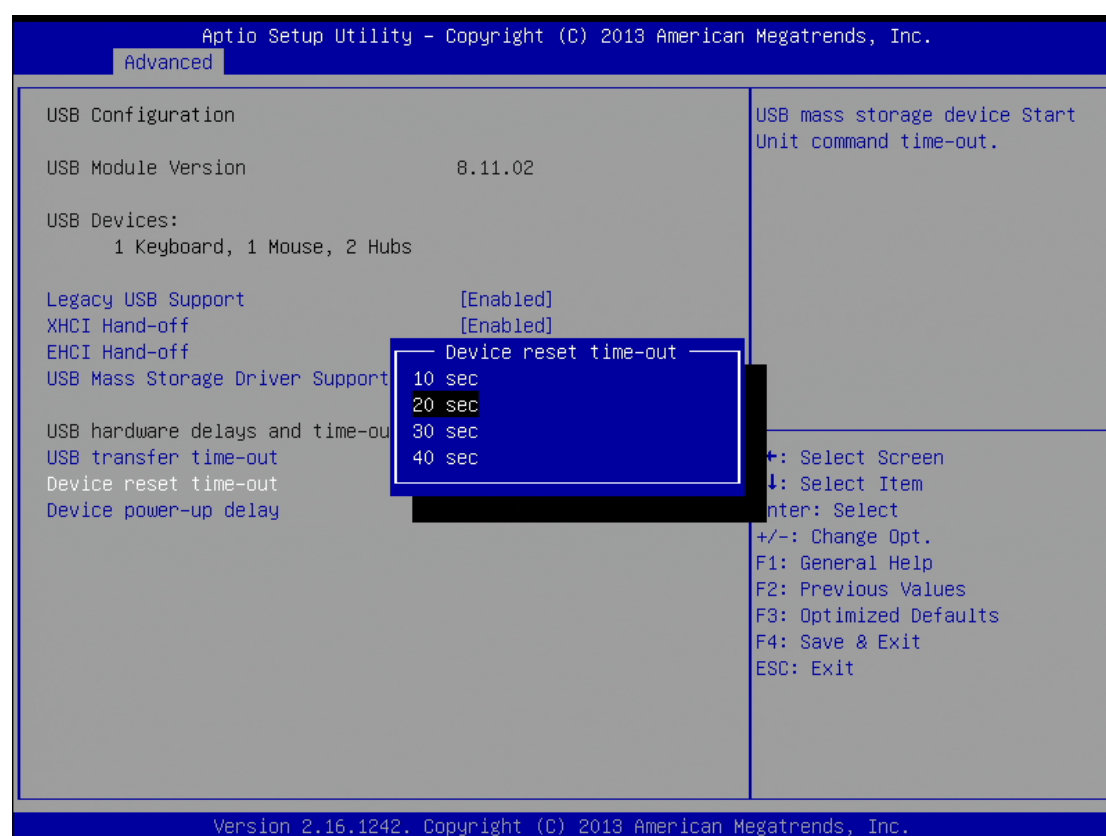 Aptio Setup Utility – Copyright (C) 2013 American Megatrends, Inc.
Advanced
USB Configuration
USB Module Version 8.11.02
USB Devices:
1 Keyboard, 1 Mouse, 2 Hubs
Legacy USB Support [Enabled]
XHCI Hand-off [Enabled]
EHCI Hand-off
USB Mass Storage Driver Support
USB hardware delays and time-ou
USB transfer time-out
Device reset time-out
Device power-up delay
Device reset time-out
10 sec
20 sec
30 sec
40 sec
USB mass storage device Start
Unit command time-out.
←: Select Screen
↓: Select Item
nter: Select
+/-: Change Opt.
F1: General Help
F2: Previous Values
F3: Optimized Defaults
F4: Save & Exit
ESC: Exit
Version 2.16.1242. Copyright (C) 2013 American Megatrends, Inc.